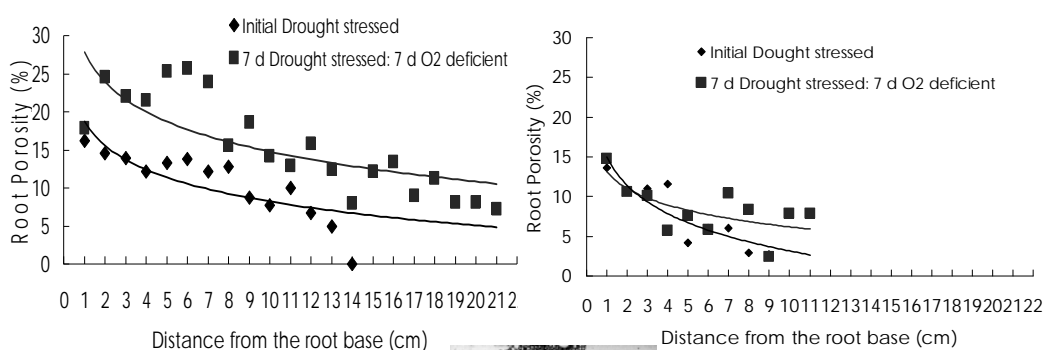 Initial Drought stressed
7 d Drought stressed: 7 d O2 deficient
Root Porosity (%)
30
25
20
15
10
5
0
0 1 2 3 4 5 6 7 8 9 10 11 12 13 14 15 16 17 18 19 20 21 2
Distance from the root base (cm)
Initial Dought stressed
7 d Drought stressed: 7 d O2 deficient
Root Porosity (%)
30
25
20
15
10
5
0
0 1 2 3 4 5 6 7 8 9 10 11 12 13 14 15 16 17 18 19 20 21 22
Distance from the root base (cm)